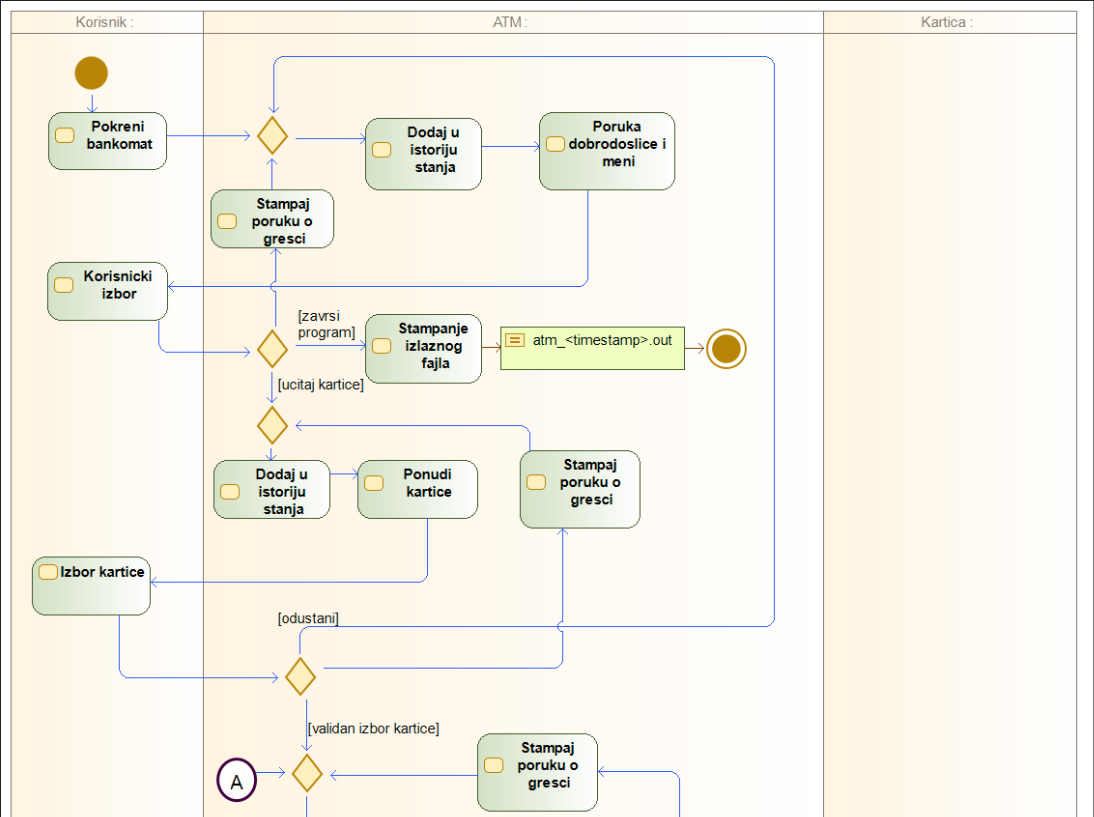 Korisnik :
ATM :
Kartica :
Pokreni
bankomat
Dodaj u
istoriju
stanja
Poruka
dobrodoslice i
meni
Stampaj
poruku o
gresci
Korisnicki
izbor
[zavrsi
program]
Stampanje
izlaznog
fajla
atm_<timestamp>.out
[ucitaj kartice]
Dodaj u
istoriju
stanja
Ponudi
kartice
Stampaj
poruku o
gresci
Izbor kartice
[odustani]
[validan izbor kartice]
A
Stampaj
poruku o
gresci